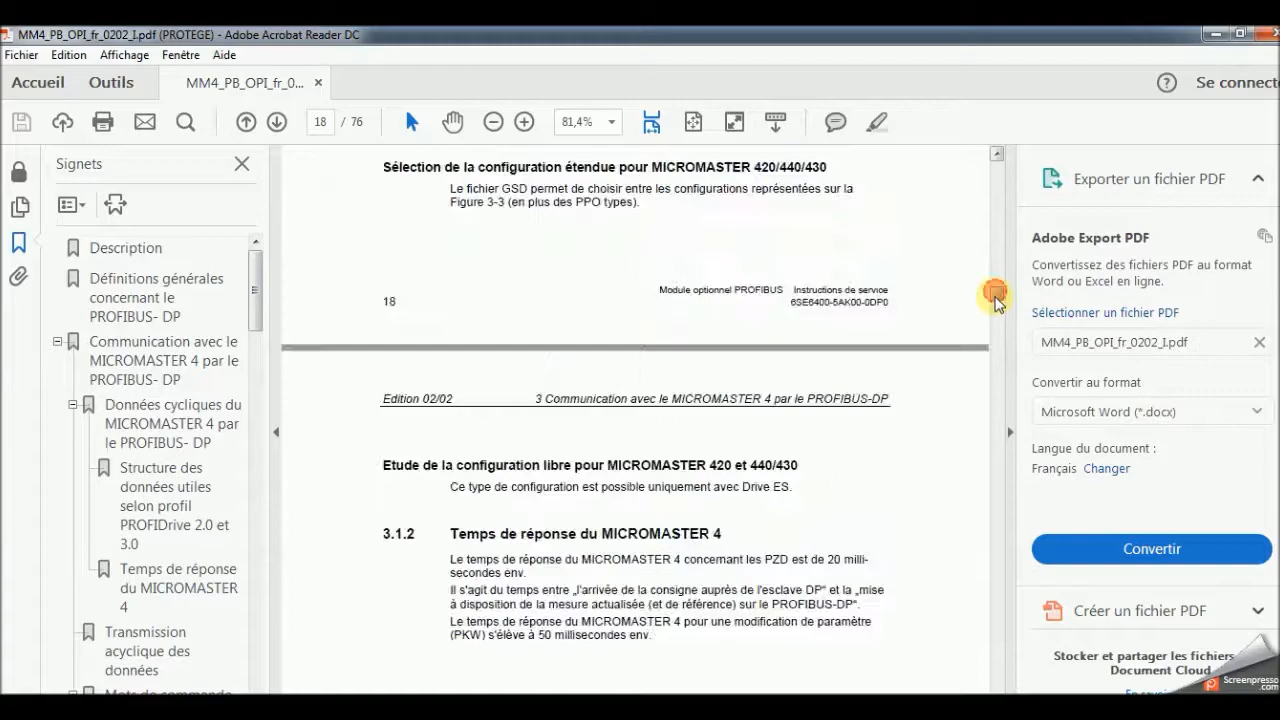 MM4_PB_OPI_fr_0202_I.pdf (PROTEGE) - Adobe Acrobat Reader DC
Fichier Edition Affichage Fenêtre Aide
Accueil Outils MM4_PB_OPI_fr_0... × Se connect
18 / 76 81,4%
Signets
Description
Définitions générales
concernant le
PROFIBUS- DP
Communication avec le
MICROMASTER 4 par le
PROFIBUS- DP
Données cycliques du
MICROMASTER 4 par
le PROFIBUS- DP
Structure des
données utiles
selon profil
PROFIDrive 2.0 et
3.0
Temps de réponse
du MICROMASTER
4
Transmission
acyclique des
données
Mots de commande
Sélection de la configuration étendue pour MICROMASTER 420/440/430
Le fichier GSD permet de choisir entre les configurations représentées sur la
Figure 3-3 (en plus des PPO types).
Module optionnel PROFIBUS Instructions de service
18 6SE6400-5AK00-0DP0
Edition 02/02 3 Communication avec le MICROMASTER 4 par le PROFIBUS-DP
Etude de la configuration libre pour MICROMASTER 420 et 440/430
Ce type de configuration est possible uniquement avec Drive ES.
3.1.2 Temps de réponse du MICROMASTER 4
Le temps de réponse du MICROMASTER 4 concernant les PZD est de 20 milli-
secondes env.
Il s'agit du temps entre „l'arrivée de la consigne auprès de l'esclave DP“ et la „mise
à disposition de la mesure actualisée (et de référence) sur le PROFIBUS-DP“.
Le temps de réponse du MICROMASTER 4 pour une modification de paramètre
(PKW) s'élève à 50 millisecondes env.
Exporter un fichier PDF
Adobe Export PDF
Convertissez des fichiers PDF au format
Word ou Excel en ligne.
Sélectionner un fichier PDF
MM4_PB_OPI_fr_0202_I.pdf
Convertir au format
Microsoft Word (*.docx)
Langue du document :
Français Changer
Convertir
Créer un fichier PDF
Stocker et partager les fichiers
Document Cloud
Screenpresso
.com